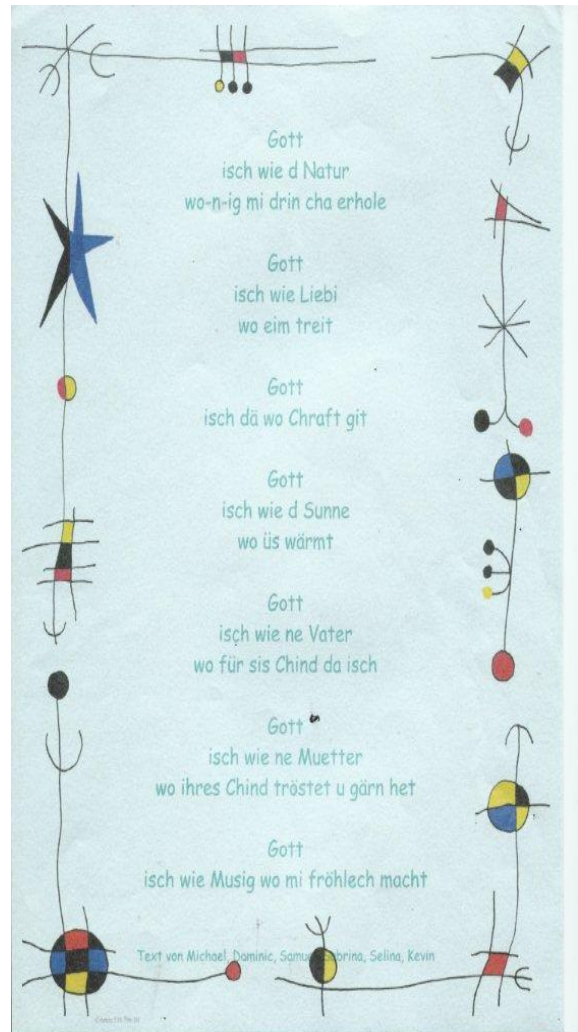 Gott
isch wie d Natur
wo-n-ig mi drin cha erhole
Gott
isch wie Liebi
wo eim treit
Gott
isch dä wo Chraft git
Gott
isch wie d Sunne
wo üs wärmt
Gott
isch wie ne Vater
wo für sis Chind da isch
Gott
isch wie ne Muetter
wo ihres Chind tröstet u gärn het
Gott
isch wie Musig wo mi fröhlech macht
Text von Michael, Dominic, Samuel, Sabrina, Selina, Kevin